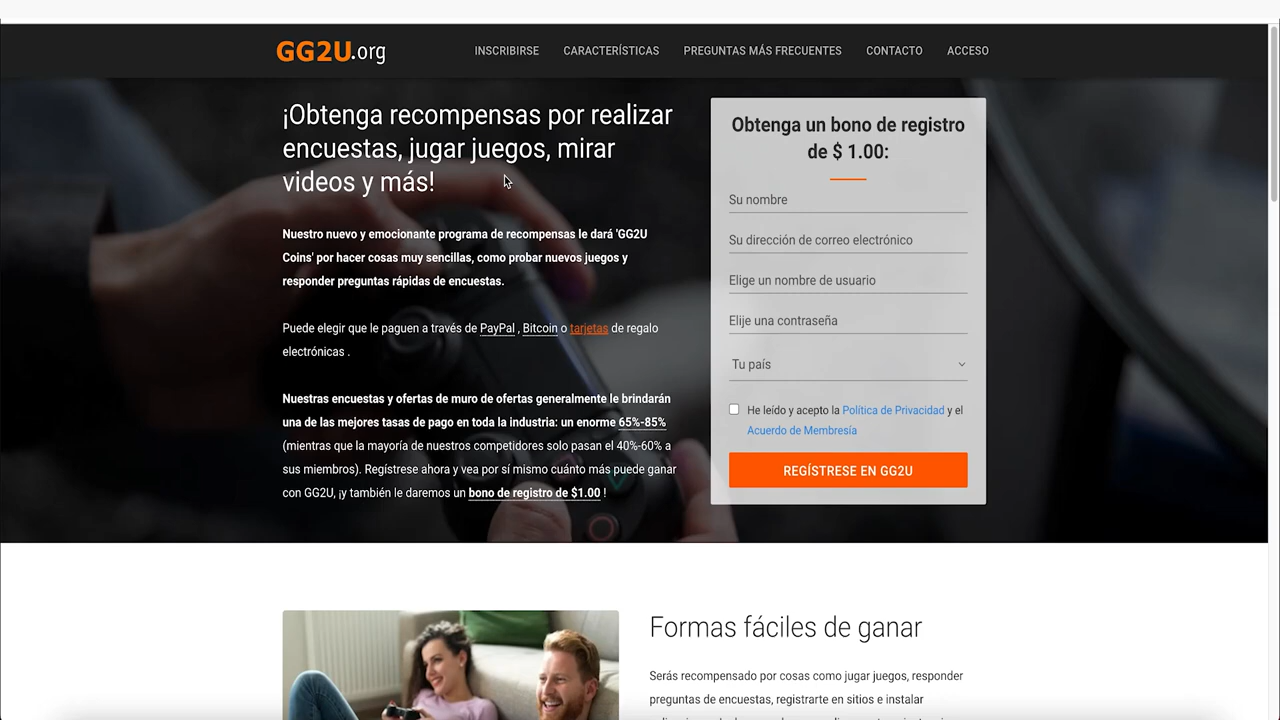 GG2U.org
INSCRIBIRSE CARACTERÍSTICAS PREGUNTAS MÁS FRECUENTES CONTACTO ACCESO
¡Obtenga recompensas por realizar
encuestas, jugar juegos, mirar
videos y más!
Nuestro nuevo y emocionante programa de recompensas le dará 'GG2U
Coins' por hacer cosas muy sencillas, como probar nuevos juegos y
responder preguntas rápidas de encuestas.
Puede elegir que le paguen a través de PayPal , Bitcoin o tarjetas de regalo
electrónicas .
Nuestras encuestas y ofertas de muro de ofertas generalmente le brindarán
una de las mejores tasas de pago en toda la industria: un enorme 65%-85%
(mientras que la mayoría de nuestros competidores solo pasan el 40%-60% a
sus miembros). Regístrese ahora y vea por sí mismo cuánto más puede ganar
con GG2U, ¡y también le daremos un bono de registro de $1.00 !
Obtenga un bono de registro
de $ 1.00:
Su nombre
Su dirección de correo electrónico
Elige un nombre de usuario
Elije una contraseña
Tu país
He leído y acepto la Política de Privacidad y el
Acuerdo de Membresía
REGÍSTRESE EN GG2U
Formas fáciles de ganar
Serás recompensado por cosas como jugar juegos, responder
preguntas de encuestas, registrarte en sitios e instalar